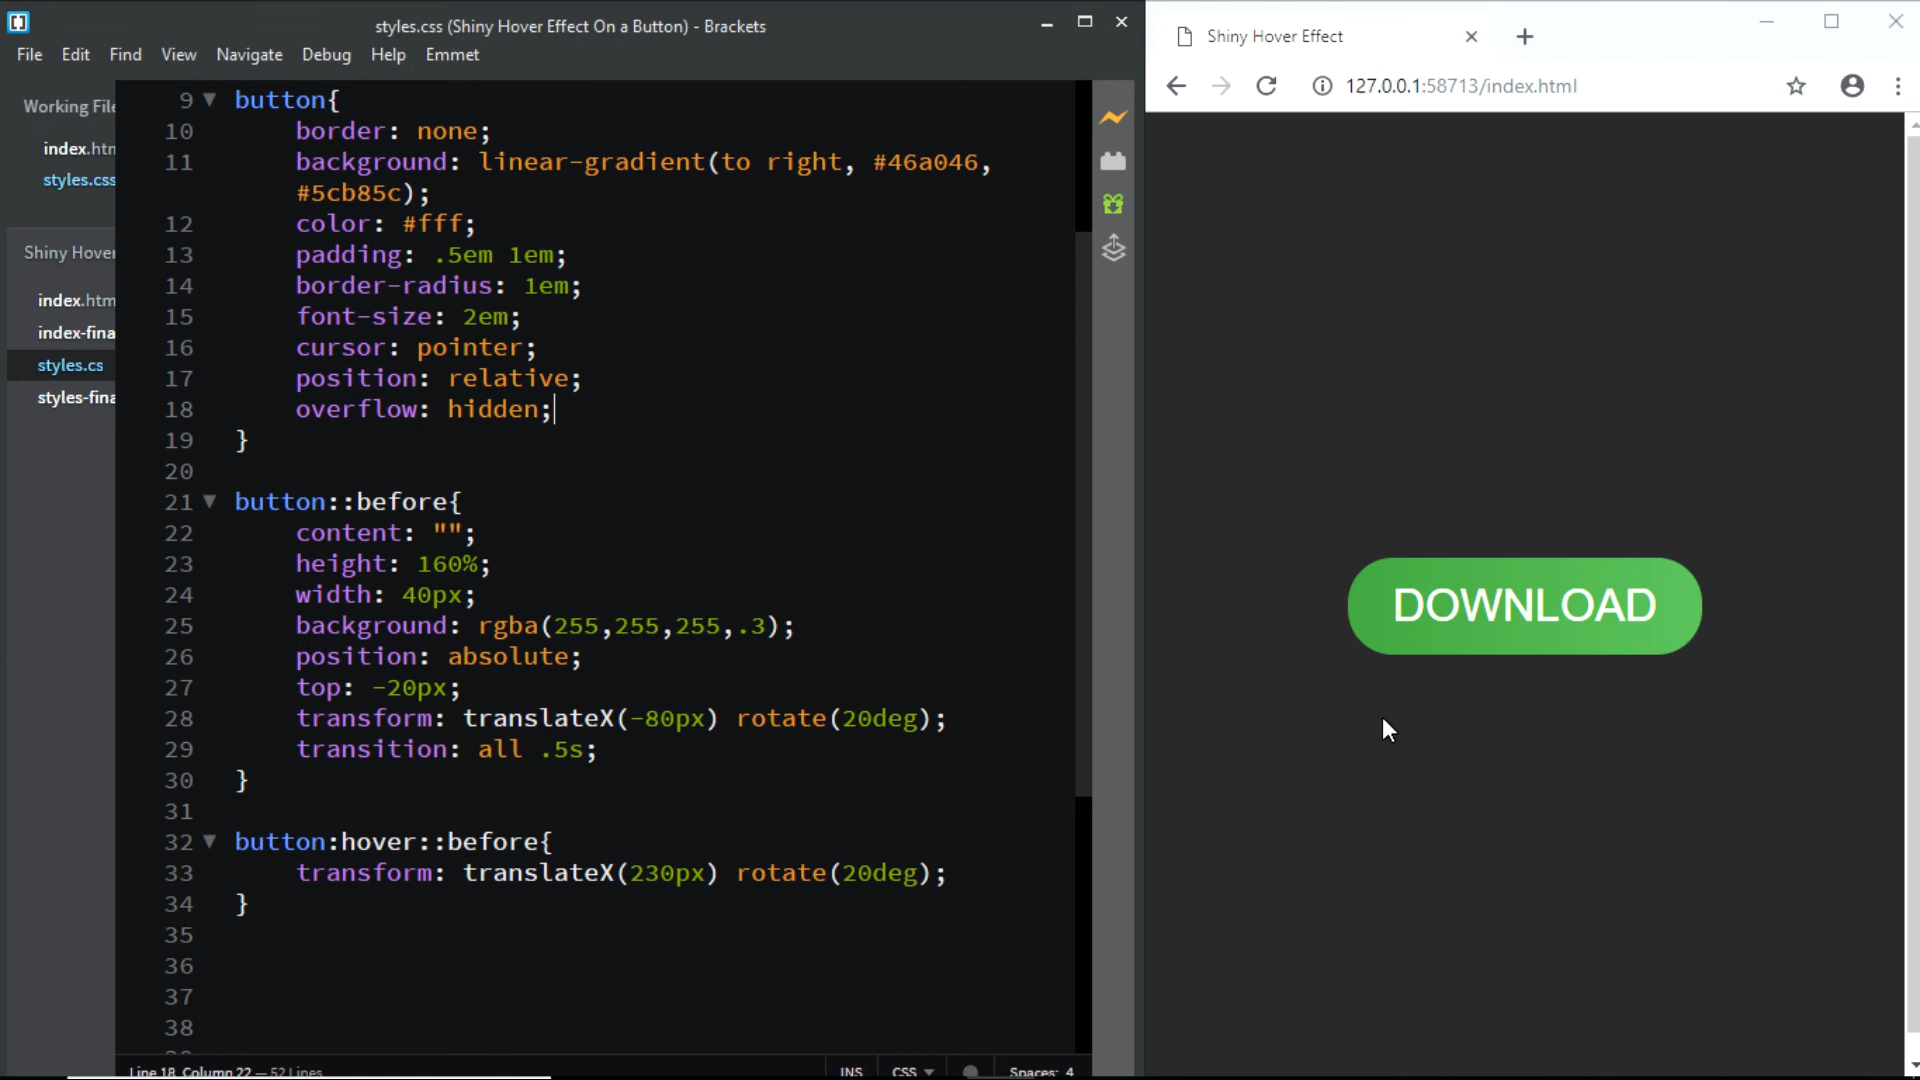 styles.css (Shiny Hover Effect On a Button) - Brackets
File Edit Find View Navigate Debug Help Emmet
Working File
index.htm
styles.css
Shiny Hover
index.htm
index-fina
styles.cs
styles-fina
9 button{
10 border: none;
11 background: linear-gradient(to right, #46a046,
#5cb85c);
12 color: #fff;
13 padding: .5em 1em;
14 border-radius: 1em;
15 font-size: 2em;
16 cursor: pointer;
17 position: relative;
18 overflow: hidden;
19 }
20
21 button::before{
22 content: "";
23 height: 160%;
24 width: 40px;
25 background: rgba(255,255,255,.3);
26 position: absolute;
27 top: -20px;
28 transform: translateX(-80px) rotate(20deg);
29 transition: all .5s;
30 }
31
32 button:hover::before{
33 transform: translateX(230px) rotate(20deg);
34 }
35
36
37
38
Line 18, Column 22 — 52 Lines
INS CSS Spaces: 4
Shiny Hover Effect
127.0.0.1:58713/index.html
DOWNLOAD